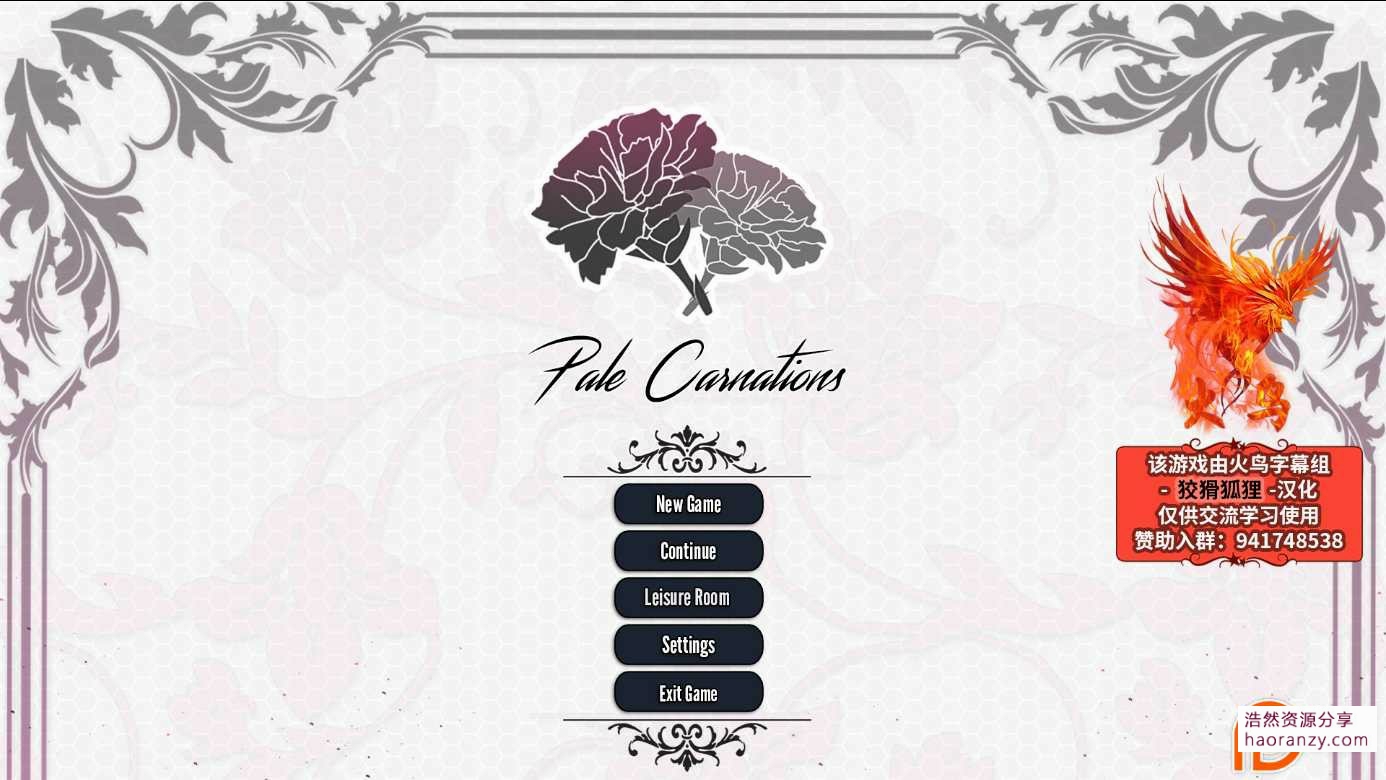 Pale Carnations
New Game
Continue
Leisure Room
Settings
Exit Game
该游戏由火鸟字幕组
- 狡猾狐狸 -汉化
仅供交流学习使用
赞助入群：941748538
浩然资源分享
haoranzy.com